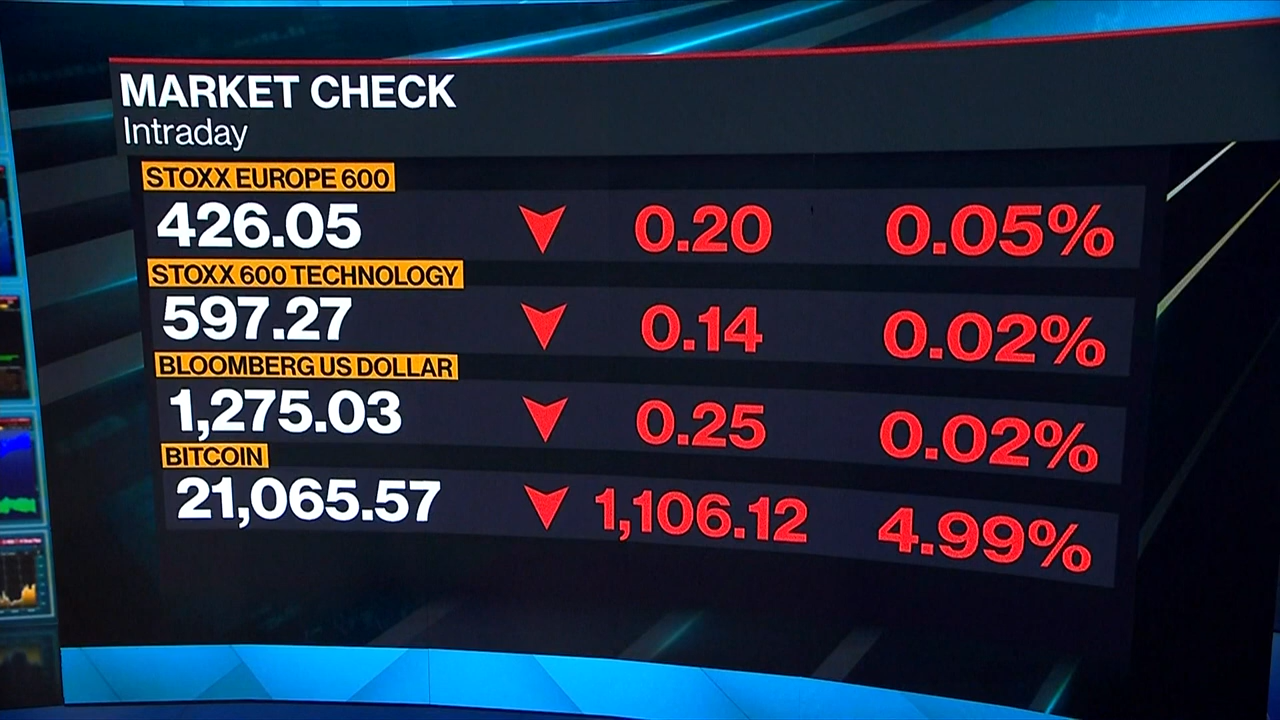 MARKET CHECK
Intraday
STOXX EUROPE 600
426.05 ▼ 0.20 0.05%
STOXX 600 TECHNOLOGY
597.27 ▼ 0.14 0.02%
BLOOMBERG US DOLLAR
1,275.03 ▼ 0.25 0.02%
BITCOIN
21,065.57 ▼ 1,106.12 4.99%